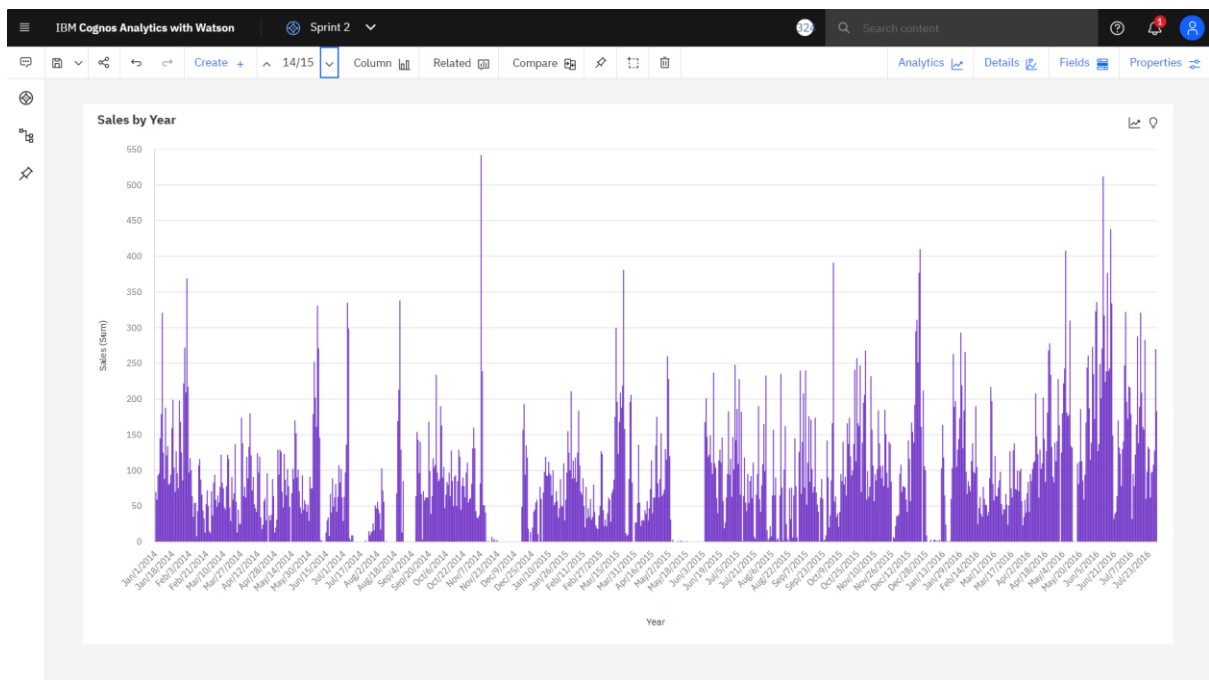 IBM Cognos Analytics with Watson
Sprint 2
324
Search content
1
Create +
14/15
Column
Related
Compare
Analytics
Details
Fields
Properties
Sales by Year
550
500
450
400
350
300
250
200
150
100
50
0
Sales (Sum)
Jan/1/2014
Jan/18/2014
Feb/3/2014
Feb/21/2014
Mar/10/2014
Mar/27/2014
Apr/12/2014
Apr/28/2014
May/14/2014
May/30/2014
Jun/15/2014
Jul/1/2014
Jul/17/2014
Aug/2/2014
Aug/18/2014
Sep/4/2014
Sep/20/2014
Oct/6/2014
Oct/22/2014
Nov/7/2014
Nov/23/2014
Dec/9/2014
Dec/25/2014
Jan/10/2015
Jan/26/2015
Feb/11/2015
Feb/27/2015
Mar/15/2015
Mar/31/2015
Apr/16/2015
May/2/2015
May/18/2015
Jun/3/2015
Jun/19/2015
Jul/5/2015
Jul/21/2015
Aug/6/2015
Aug/22/2015
Sep/7/2015
Sep/23/2015
Oct/9/2015
Oct/25/2015
Nov/10/2015
Nov/26/2015
Dec/12/2015
Dec/28/2015
Jan/13/2016
Jan/29/2016
Feb/14/2016
Mar/1/2016
Mar/17/2016
Apr/2/2016
Apr/18/2016
May/4/2016
May/20/2016
Jun/5/2016
Jun/21/2016
Jul/7/2016
Jul/23/2016
Year